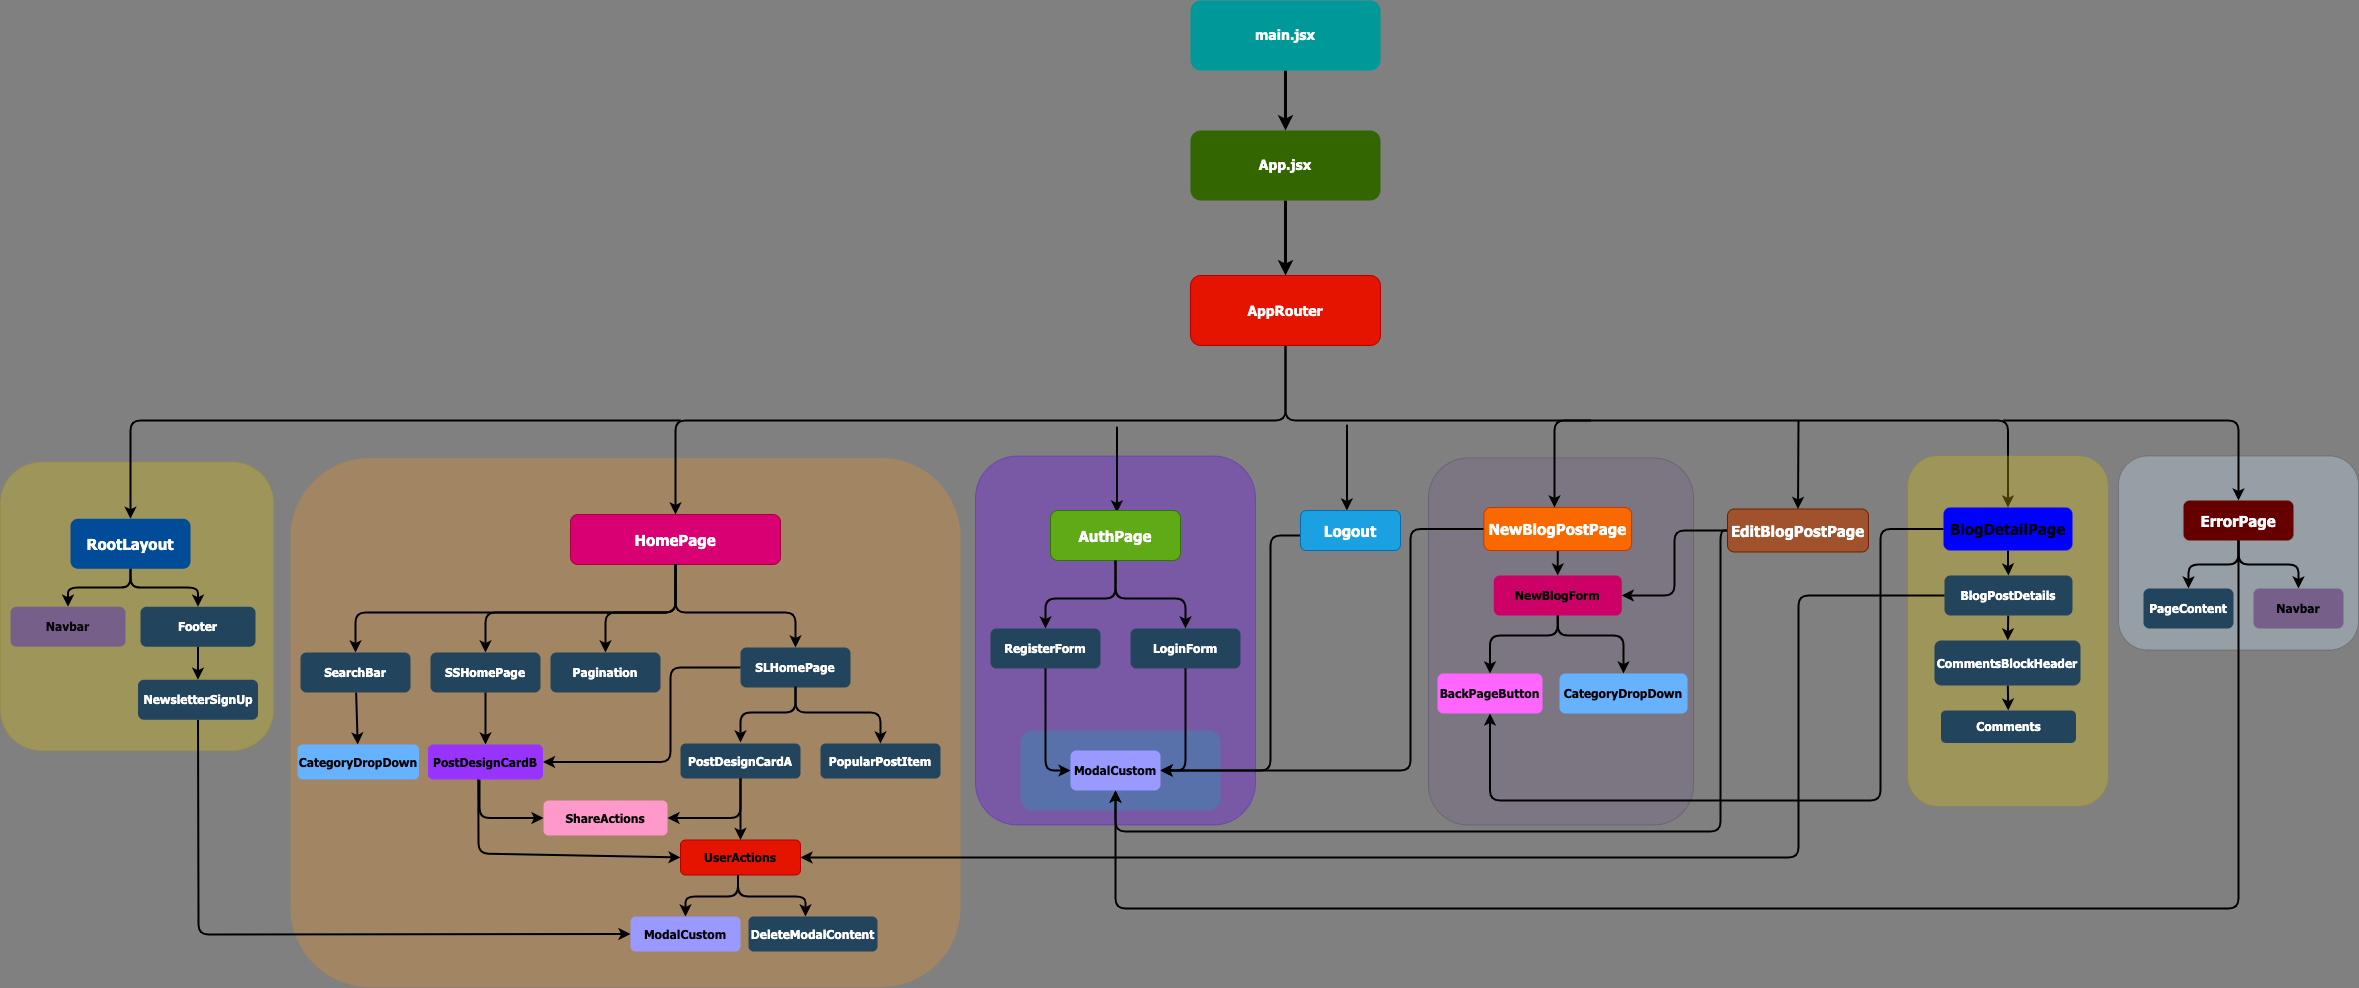 main.jsx
App.jsx
AppRouter
RootLayout
HomePage
AuthPage
Logout
NewBlogPostPage
EditBlogPostPage
BlogDetailPage
ErrorPage
Navbar
Footer
NewsletterSignUp
SearchBar
SSHomePage
Pagination
SLHomePage
CategoryDropDown
PostDesignCardB
PostDesignCardA
PopularPostItem
ShareActions
UserActions
ModalCustom
DeleteModalContent
RegisterForm
LoginForm
ModalCustom
NewBlogForm
BackPageButton
CategoryDropDown
BlogPostDetails
CommentsBlockHeader
Comments
PageContent
Navbar